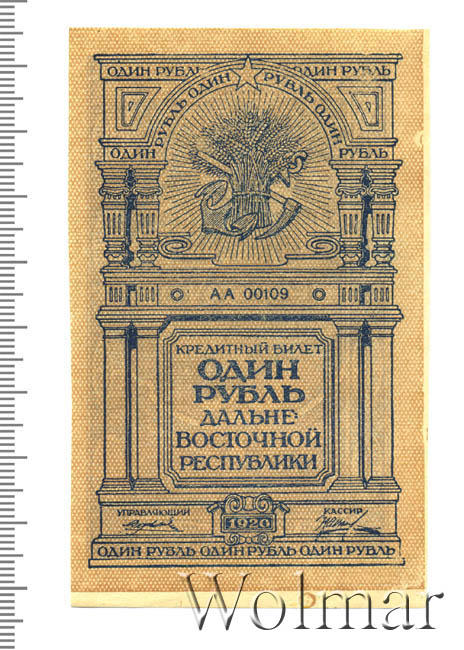 ОДИН РУБЛЬ ОДИН РУБЛЬ
РУБЛЬ ОДИН РУБЛЬ ОДИН
ОДИН РУБЛЬ
АА 00109
КРЕДИТНЫЙ БИЛЕТ
ОДИН
РУБЛЬ
ДАЛЬНЕ-
ВОСТОЧНОЙ
РЕСПУБЛИКИ
УПРАВЛЯЮЩИЙ КАССИР
1920
ОДИН РУБЛЬ ОДИН РУБЛЬ ОДИН РУБЛЬ
Wolmar